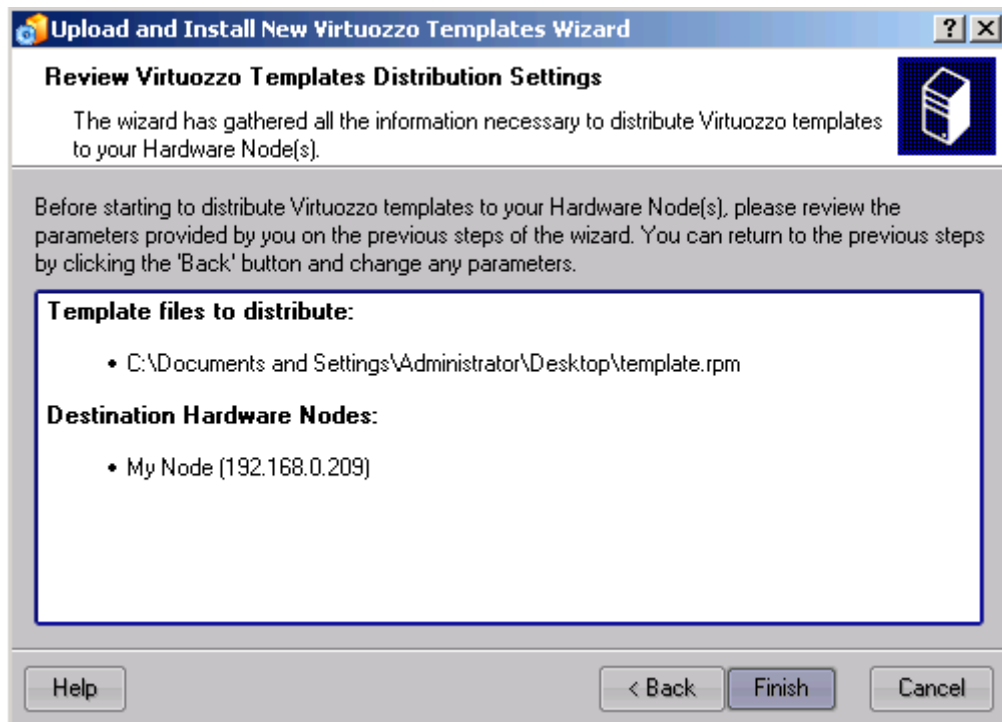 Upload and Install New Virtuozzo Templates Wizard
Review Virtuozzo Templates Distribution Settings
The wizard has gathered all the information necessary to distribute Virtuozzo templates
to your Hardware Node(s).
Before starting to distribute Virtuozzo templates to your Hardware Node(s), please review the
parameters provided by you on the previous steps of the wizard. You can return to the previous steps
by clicking the 'Back' button and change any parameters.
Template files to distribute:
• C:\Documents and Settings\Administrator\Desktop\template.rpm
Destination Hardware Nodes:
• My Node (192.168.0.209)
Help < Back Finish Cancel